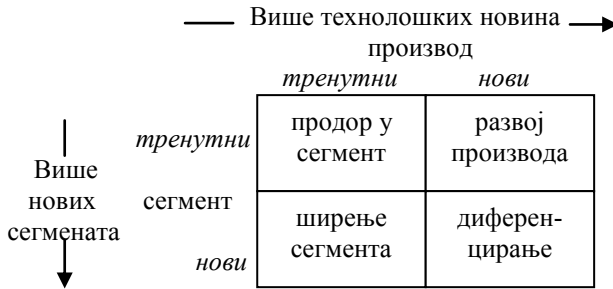 Више технолошких новина
производ
тренутни нови
тренутни
продор у сегмент
развој производа
Више нових сегмената
сегмент
ширење сегмента
диферен-
цирање
нови